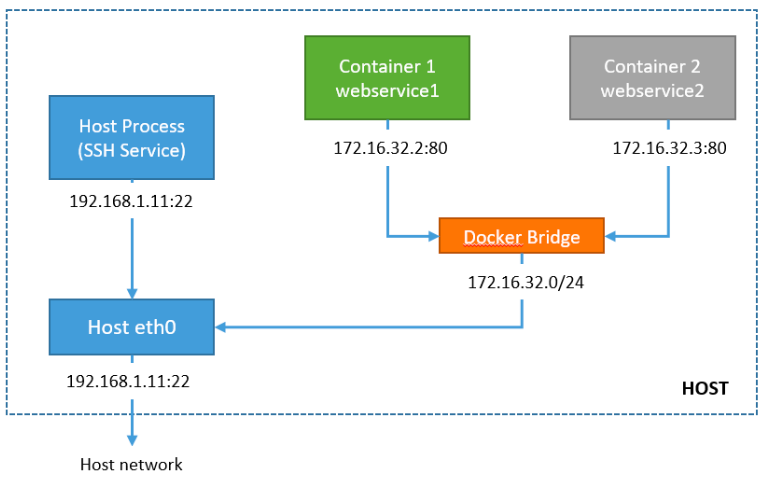 Container 1
webservice1
Container 2
webservice2
Host Process
(SSH Service)
172.16.32.2:80
172.16.32.3:80
192.168.1.11:22
Docker Bridge
172.16.32.0/24
Host eth0
192.168.1.11:22
HOST
Host network